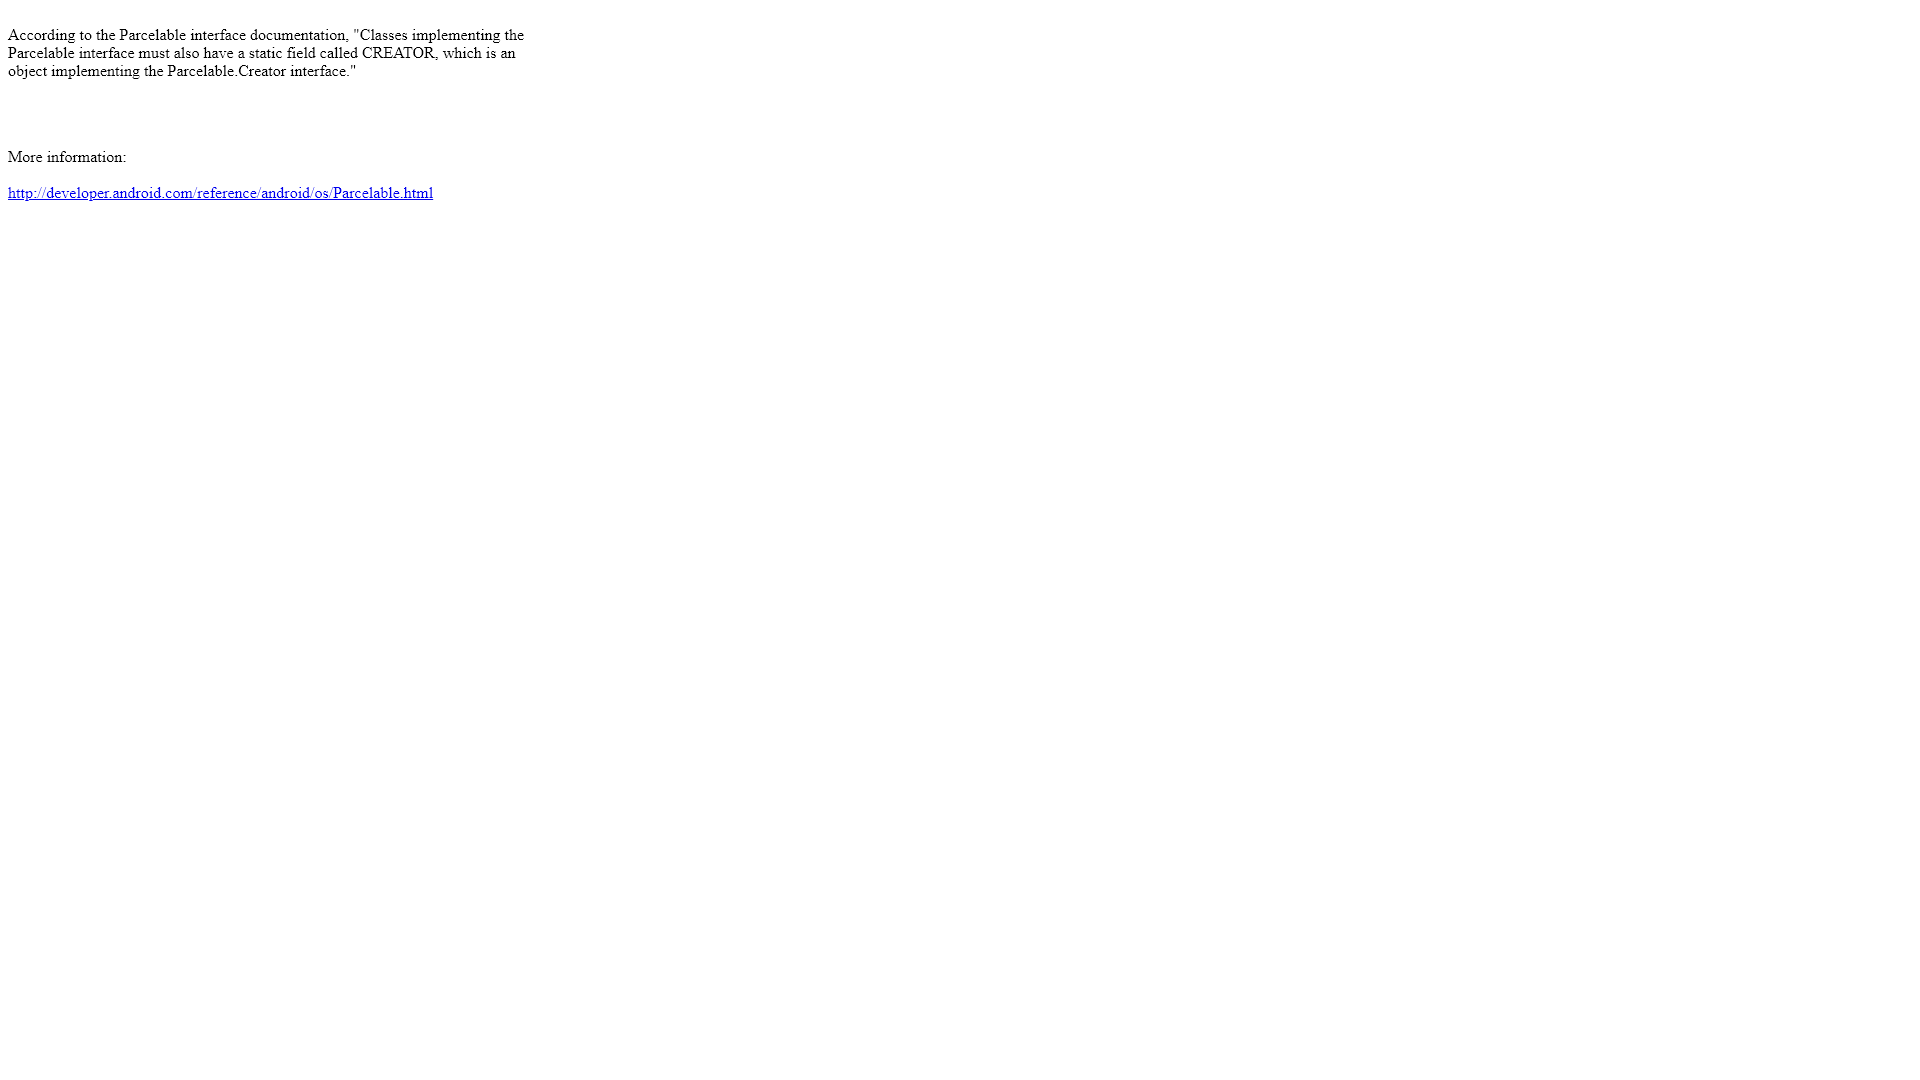 According to the Parcelable interface documentation, "Classes implementing the
Parcelable interface must also have a static field called CREATOR, which is an
object implementing the Parcelable.Creator interface."
More information:
http://developer.android.com/reference/android/os/Parcelable.html